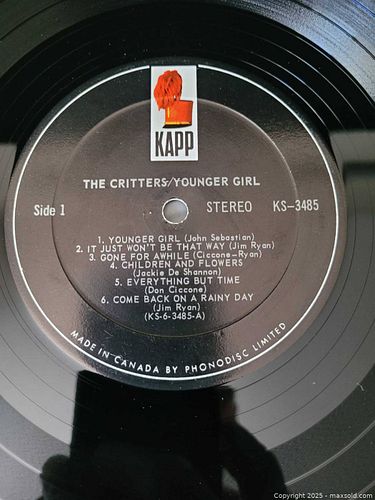 KAPP
THE CRITTERS/YOUNGER GIRL
Side 1 STEREO KS-3485
1. YOUNGER GIRL (John Sebastian)
2. IT JUST WON'T BE THAT WAY (Jim Ryan)
3. GONE FOR AWHILE (Ciccone-Ryan)
4. CHILDREN AND FLOWERS
(Jackie De Shannon)
5. EVERYTHING BUT TIME
(Don Ciccone)
6. COME BACK ON A RAINY DAY
(Jim Ryan)
(KS-6-3485-A)
MADE IN CANADA BY PHONODISC LIMITED
Copyright © 2025 - maxsold.com